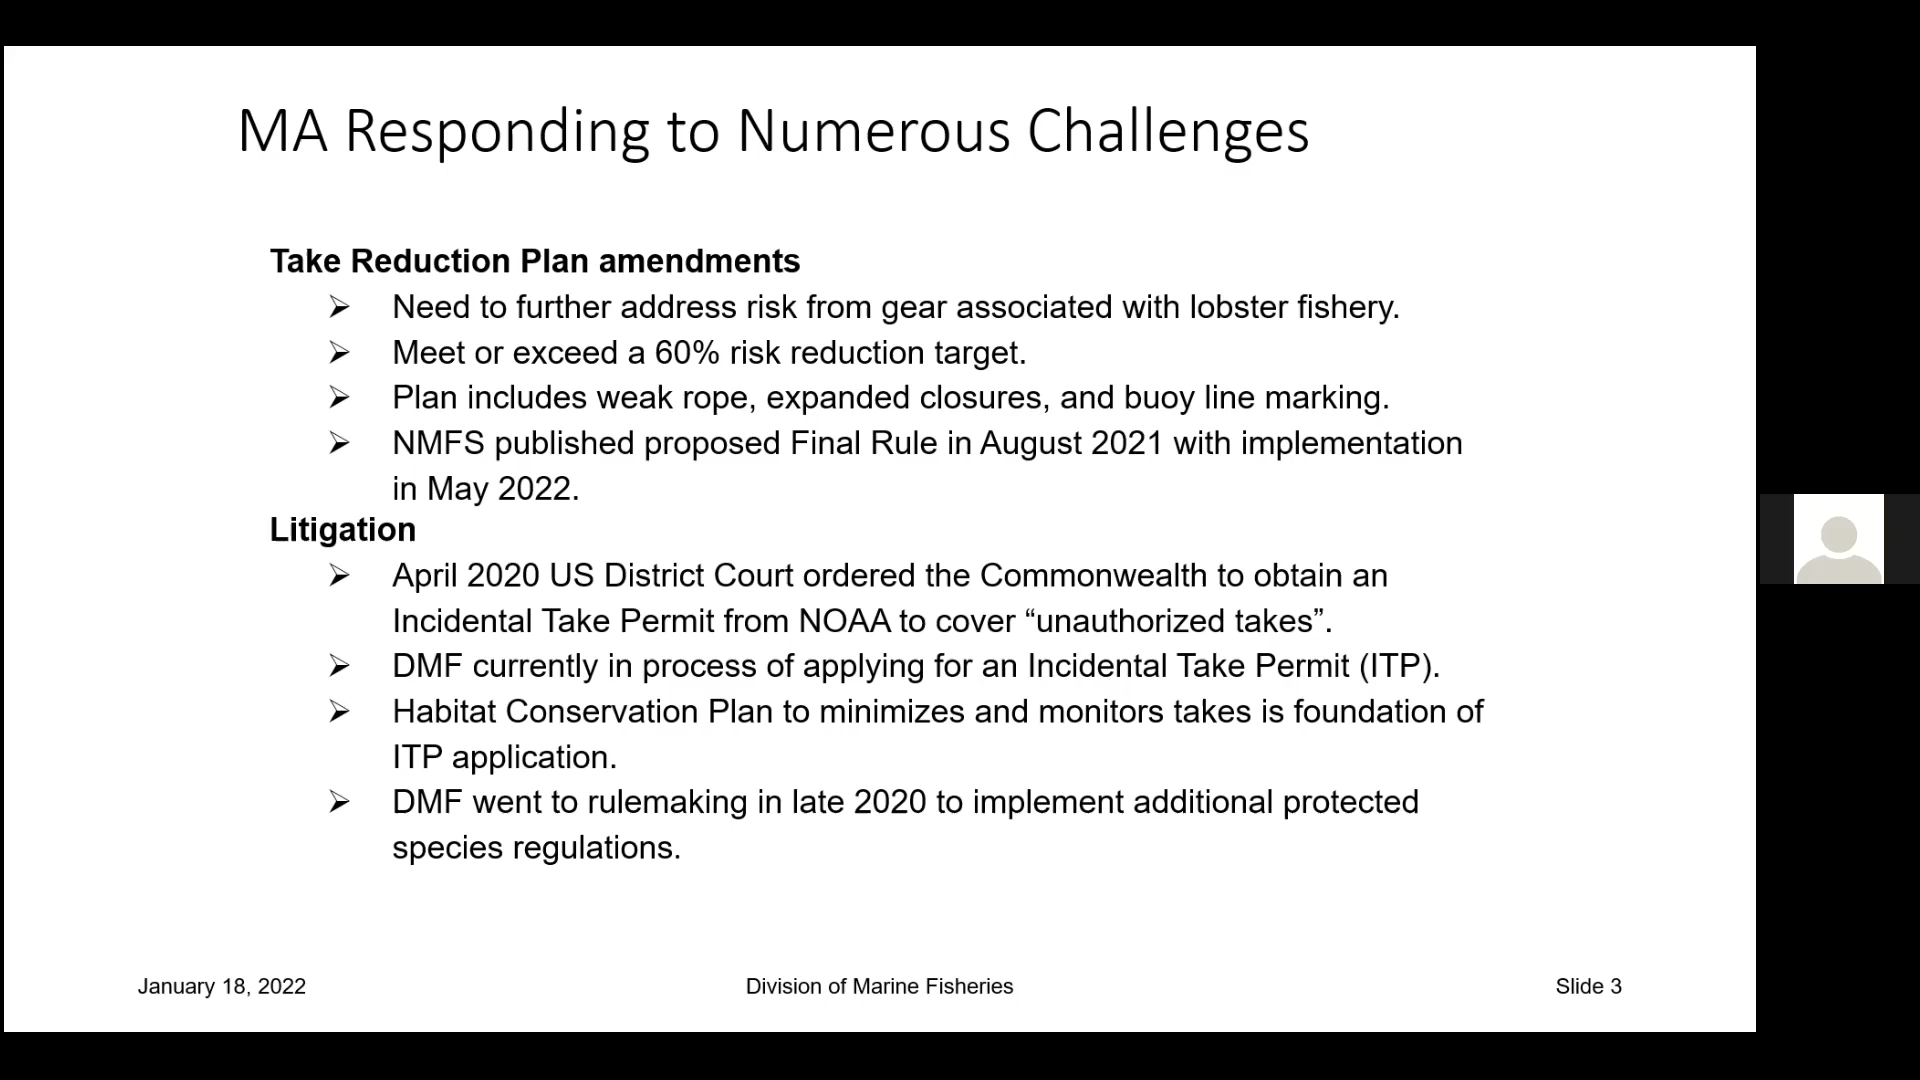 MA Responding to Numerous Challenges
Take Reduction Plan amendments
➢ Need to further address risk from gear associated with lobster fishery.
➢ Meet or exceed a 60% risk reduction target.
➢ Plan includes weak rope, expanded closures, and buoy line marking.
➢ NMFS published proposed Final Rule in August 2021 with implementation
in May 2022.
Litigation
➢ April 2020 US District Court ordered the Commonwealth to obtain an
Incidental Take Permit from NOAA to cover “unauthorized takes”.
➢ DMF currently in process of applying for an Incidental Take Permit (ITP).
➢ Habitat Conservation Plan to minimizes and monitors takes is foundation of
ITP application.
➢ DMF went to rulemaking in late 2020 to implement additional protected
species regulations.
January 18, 2022 Division of Marine Fisheries Slide 3